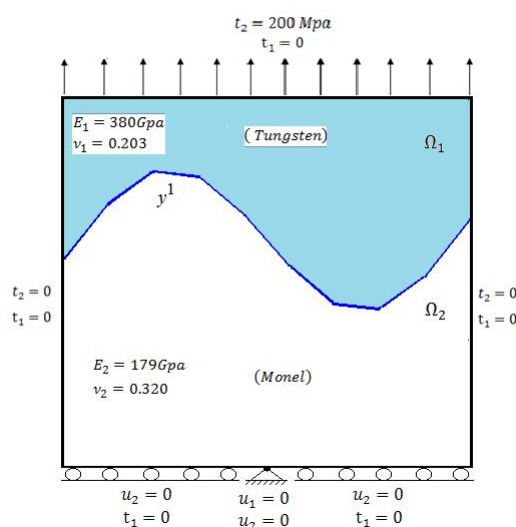 t₂ = 200 Mpa
t₁ = 0
E₁ = 380Gpa
ν₁ = 0.203
(Tungsten)
Ω₁
y¹
t₂ = 0
t₁ = 0
t₂ = 0
t₁ = 0
Ω₂
E₂ = 179Gpa
ν₂ = 0.320
(Monel)
u₂ = 0
t₁ = 0
u₁ = 0
u₂ = 0
u₂ = 0
t₁ = 0